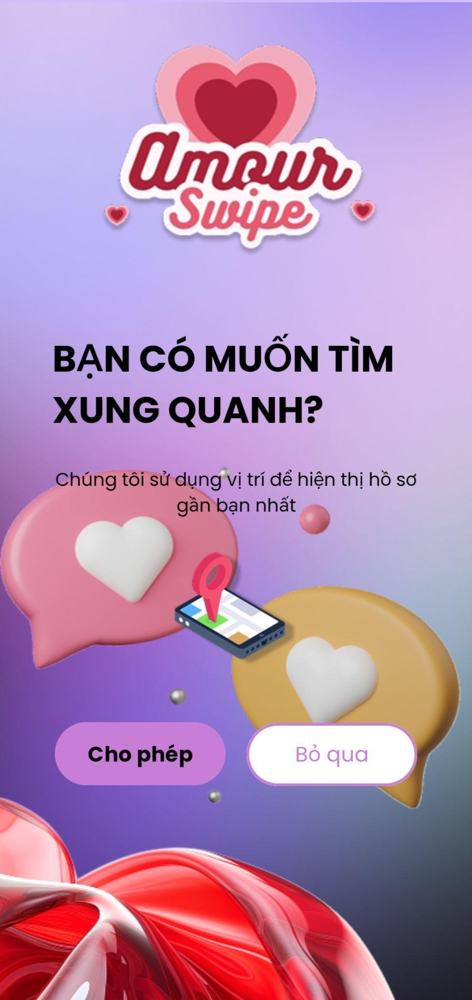 Amour
Swipe
BẠN CÓ MUỐN TÌM
XUNG QUANH?
Chúng tôi sử dụng vị trí để hiện thị hồ sơ
gần bạn nhất
Cho phép
Bỏ qua